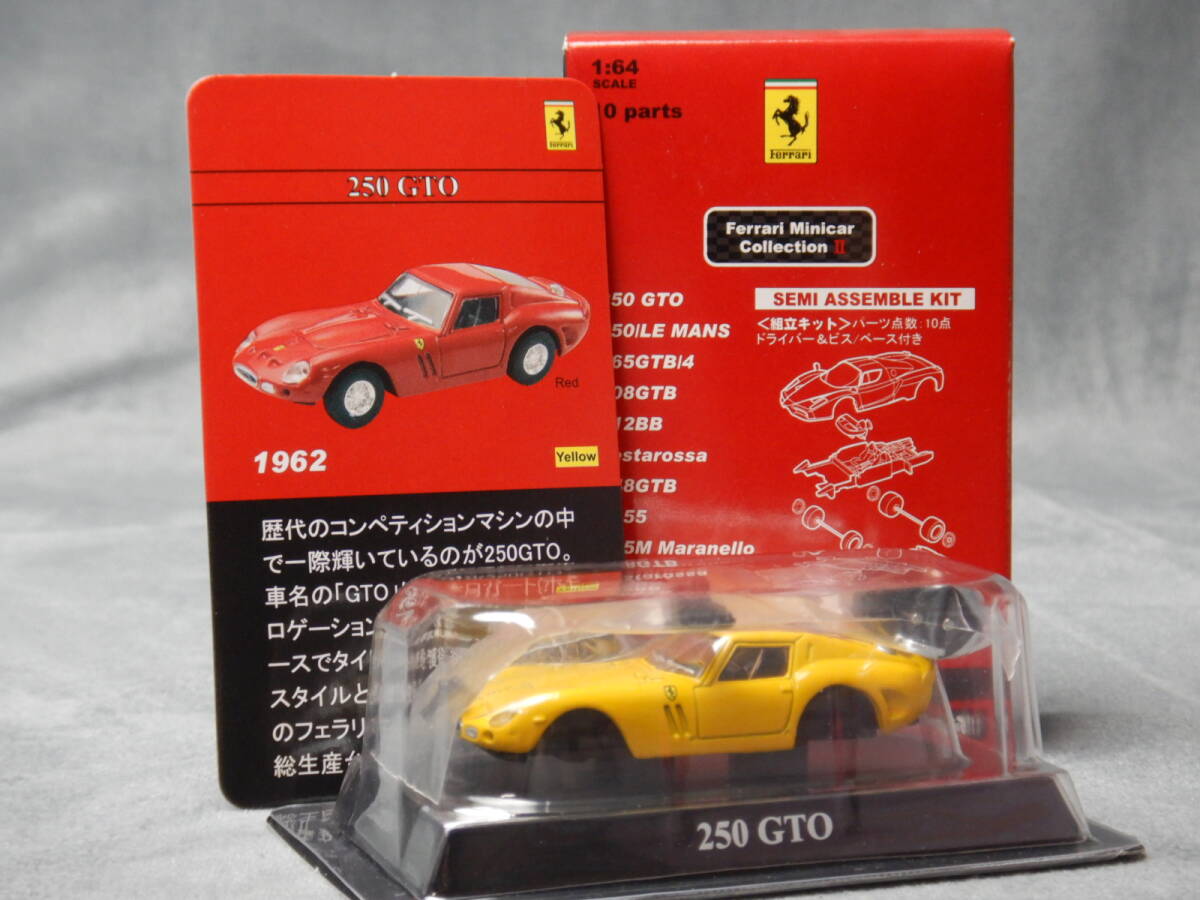 250 GTO
Red
1962
Yellow
歴代のコンペティションマシンの中
で一際輝いているのが250GTO。
車名の「GTO
ロゲーション
ースでタイ
スタイルと
のフェラリ
総生産台
1:64
SCALE
10 parts
Ferrari
Ferrari Minicar
Collection II
50 GTO
50/LE MANS
65GTB/4
08GTB
12BB
estarossa
8GTB
55
5M Maranello
SEMI ASSEMBLE KIT
<組立キット>パーツ点数:10点
ドライバー&ビス/ベース付き
250 GTO